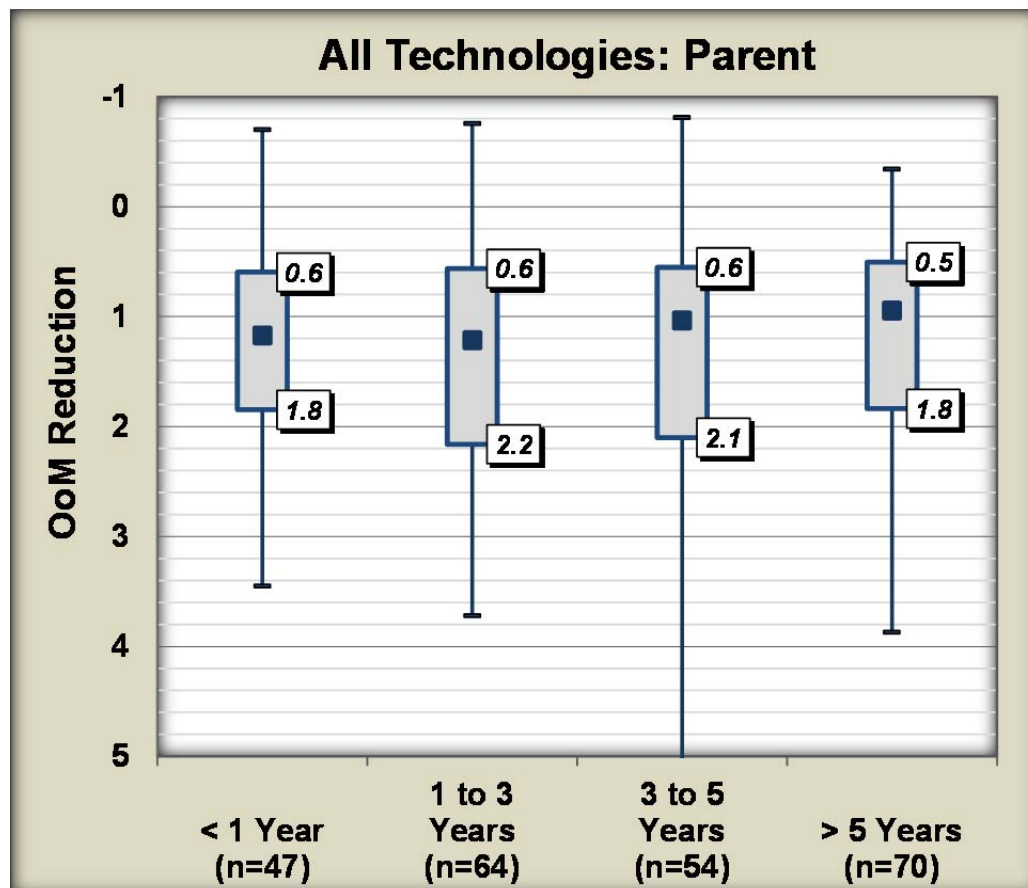 All Technologies: Parent
OoM Reduction
-1
0
1
2
3
4
5
0.6
1.8
0.6
2.2
0.6
2.1
0.5
1.8
< 1 Year
(n=47)
1 to 3
Years
(n=64)
3 to 5
Years
(n=54)
> 5 Years
(n=70)